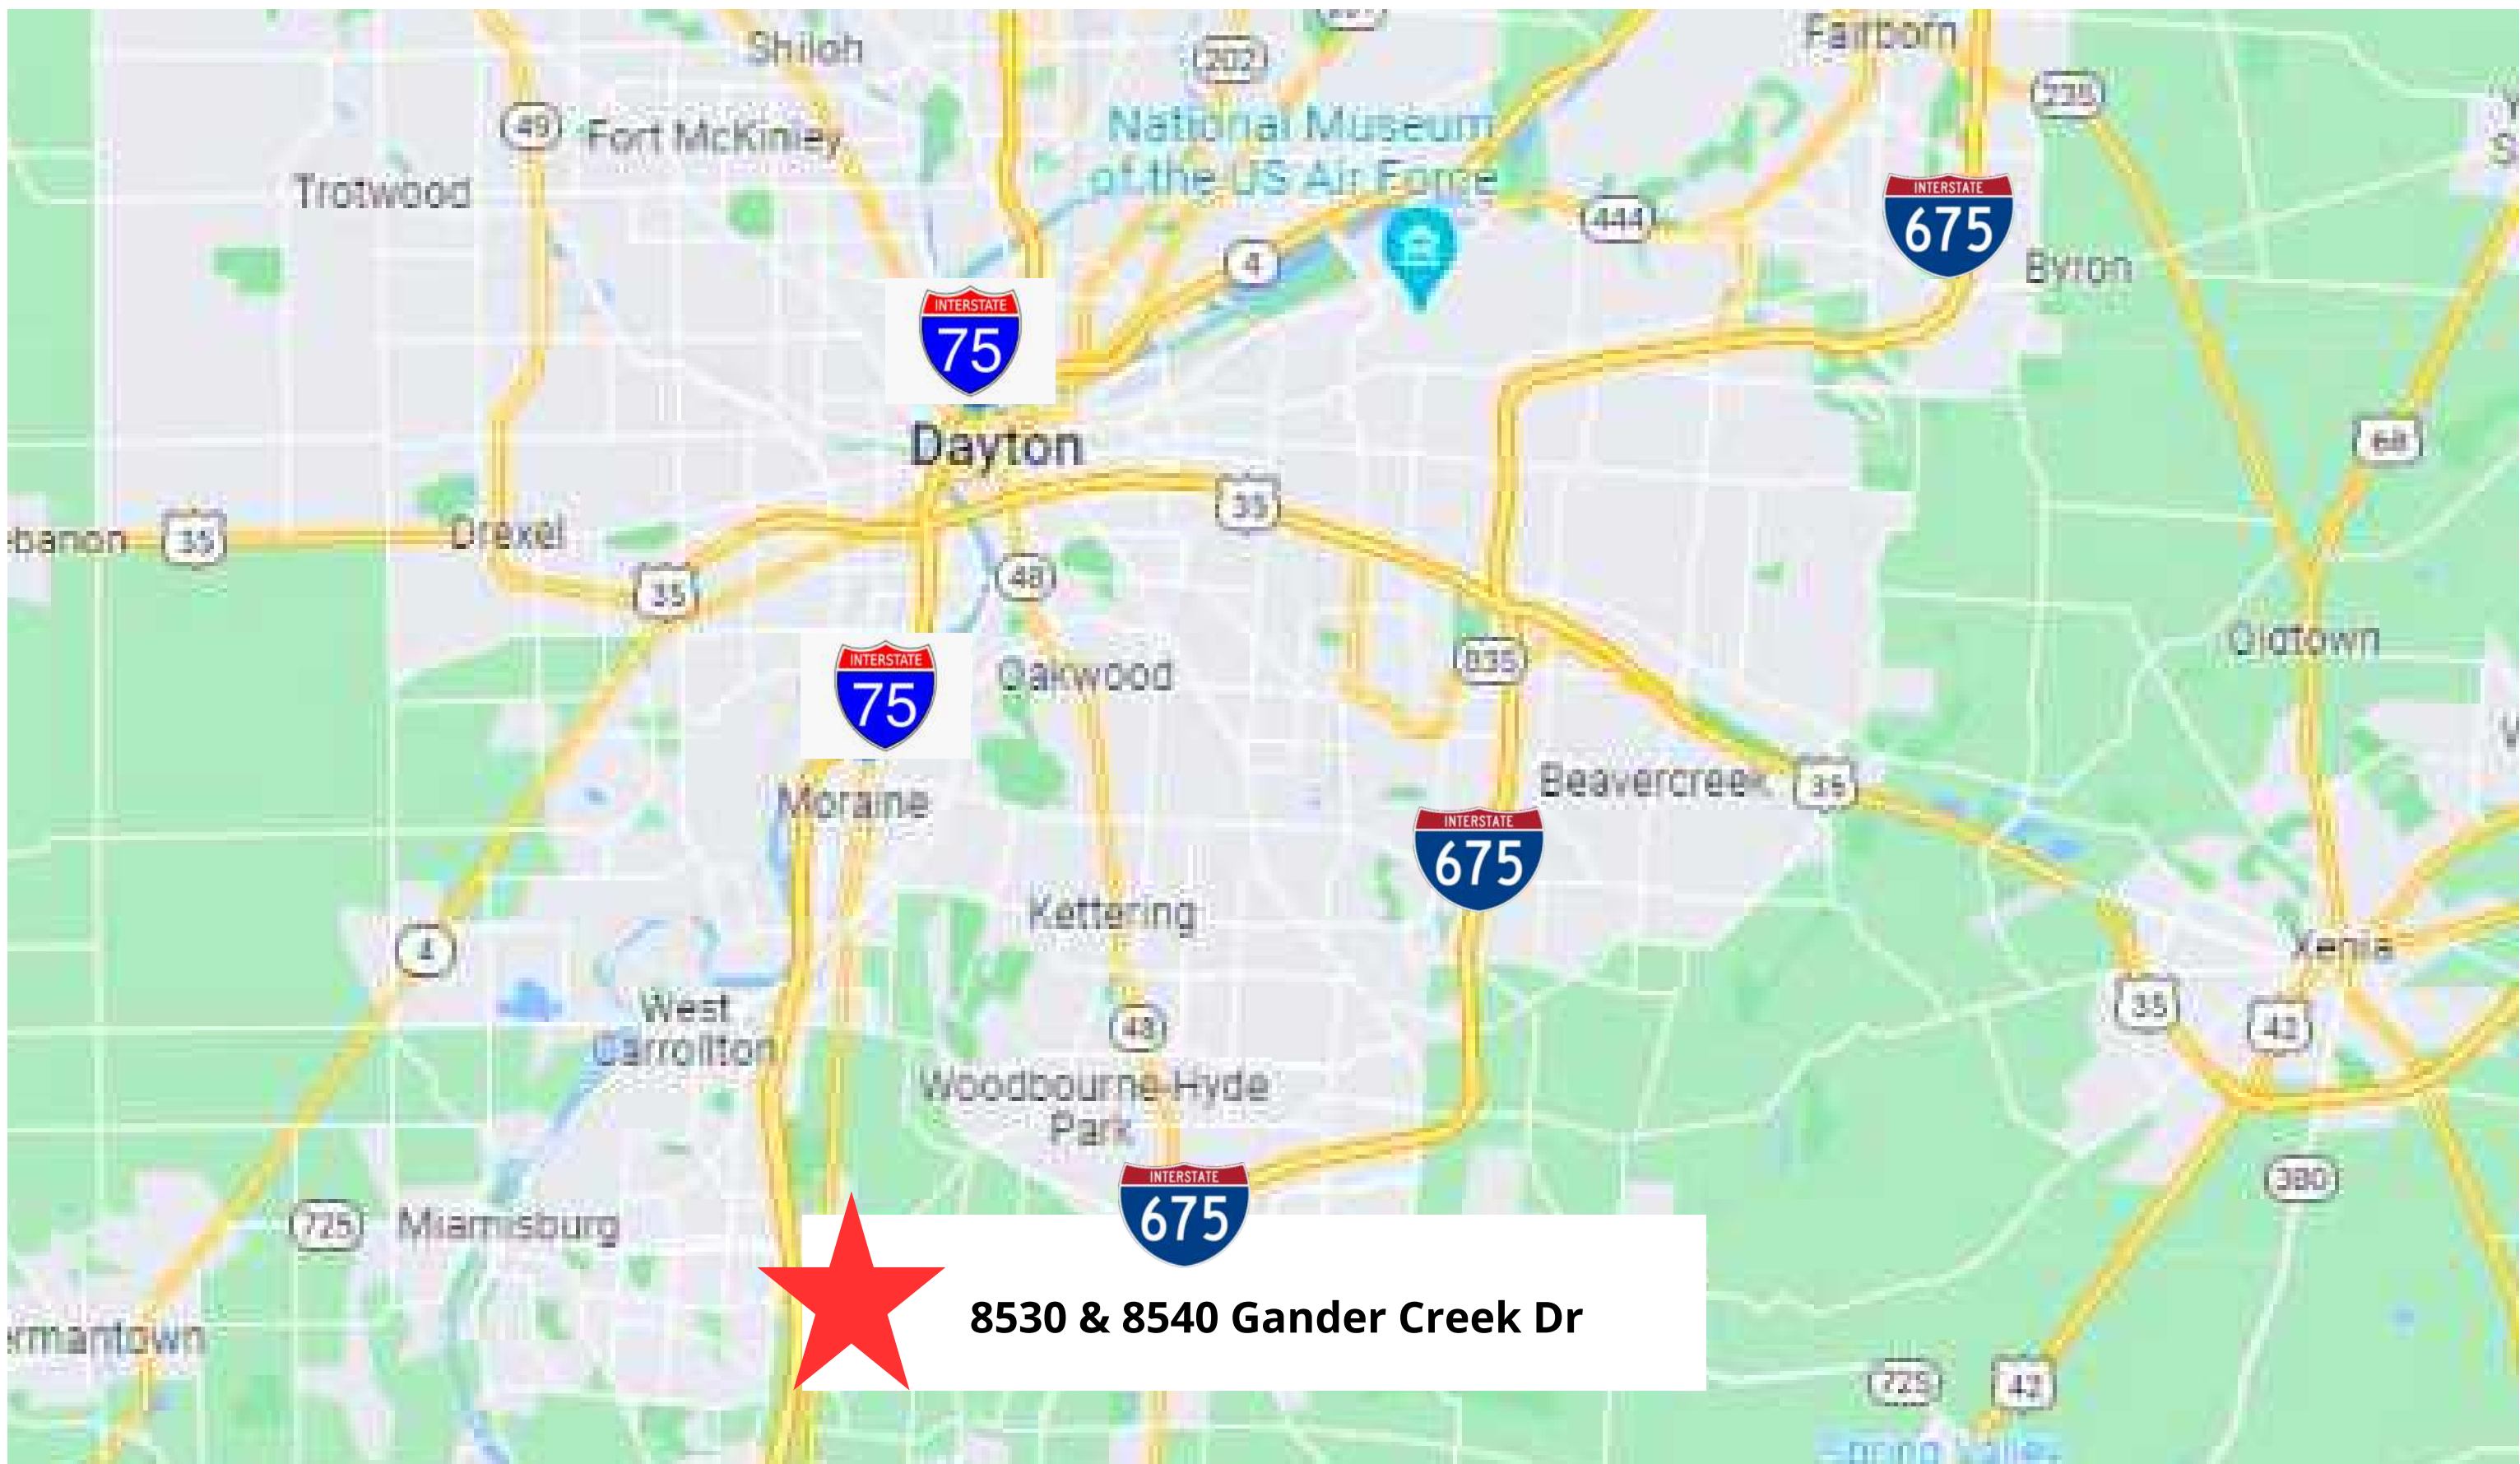 Shiloh
202
Fairborn
235
49
Fort McKinley
National Museum
of the US Air Force
Trotwood
444
INTERSTATE
675
4
Byron
INTERSTATE
75
68
Dayton
35
ebanon
35
Drexel
35
48
835
Oldtown
INTERSTATE
75
Oakwood
Beavercreek
35
Moraine
INTERSTATE
675
Kettering
4
Xenia
West
Carrollton
48
35
42
Woodbourne-Hyde
Park
725
Miamisburg
INTERSTATE
675
380
8530 & 8540 Gander Creek Dr
ermantown
725
42